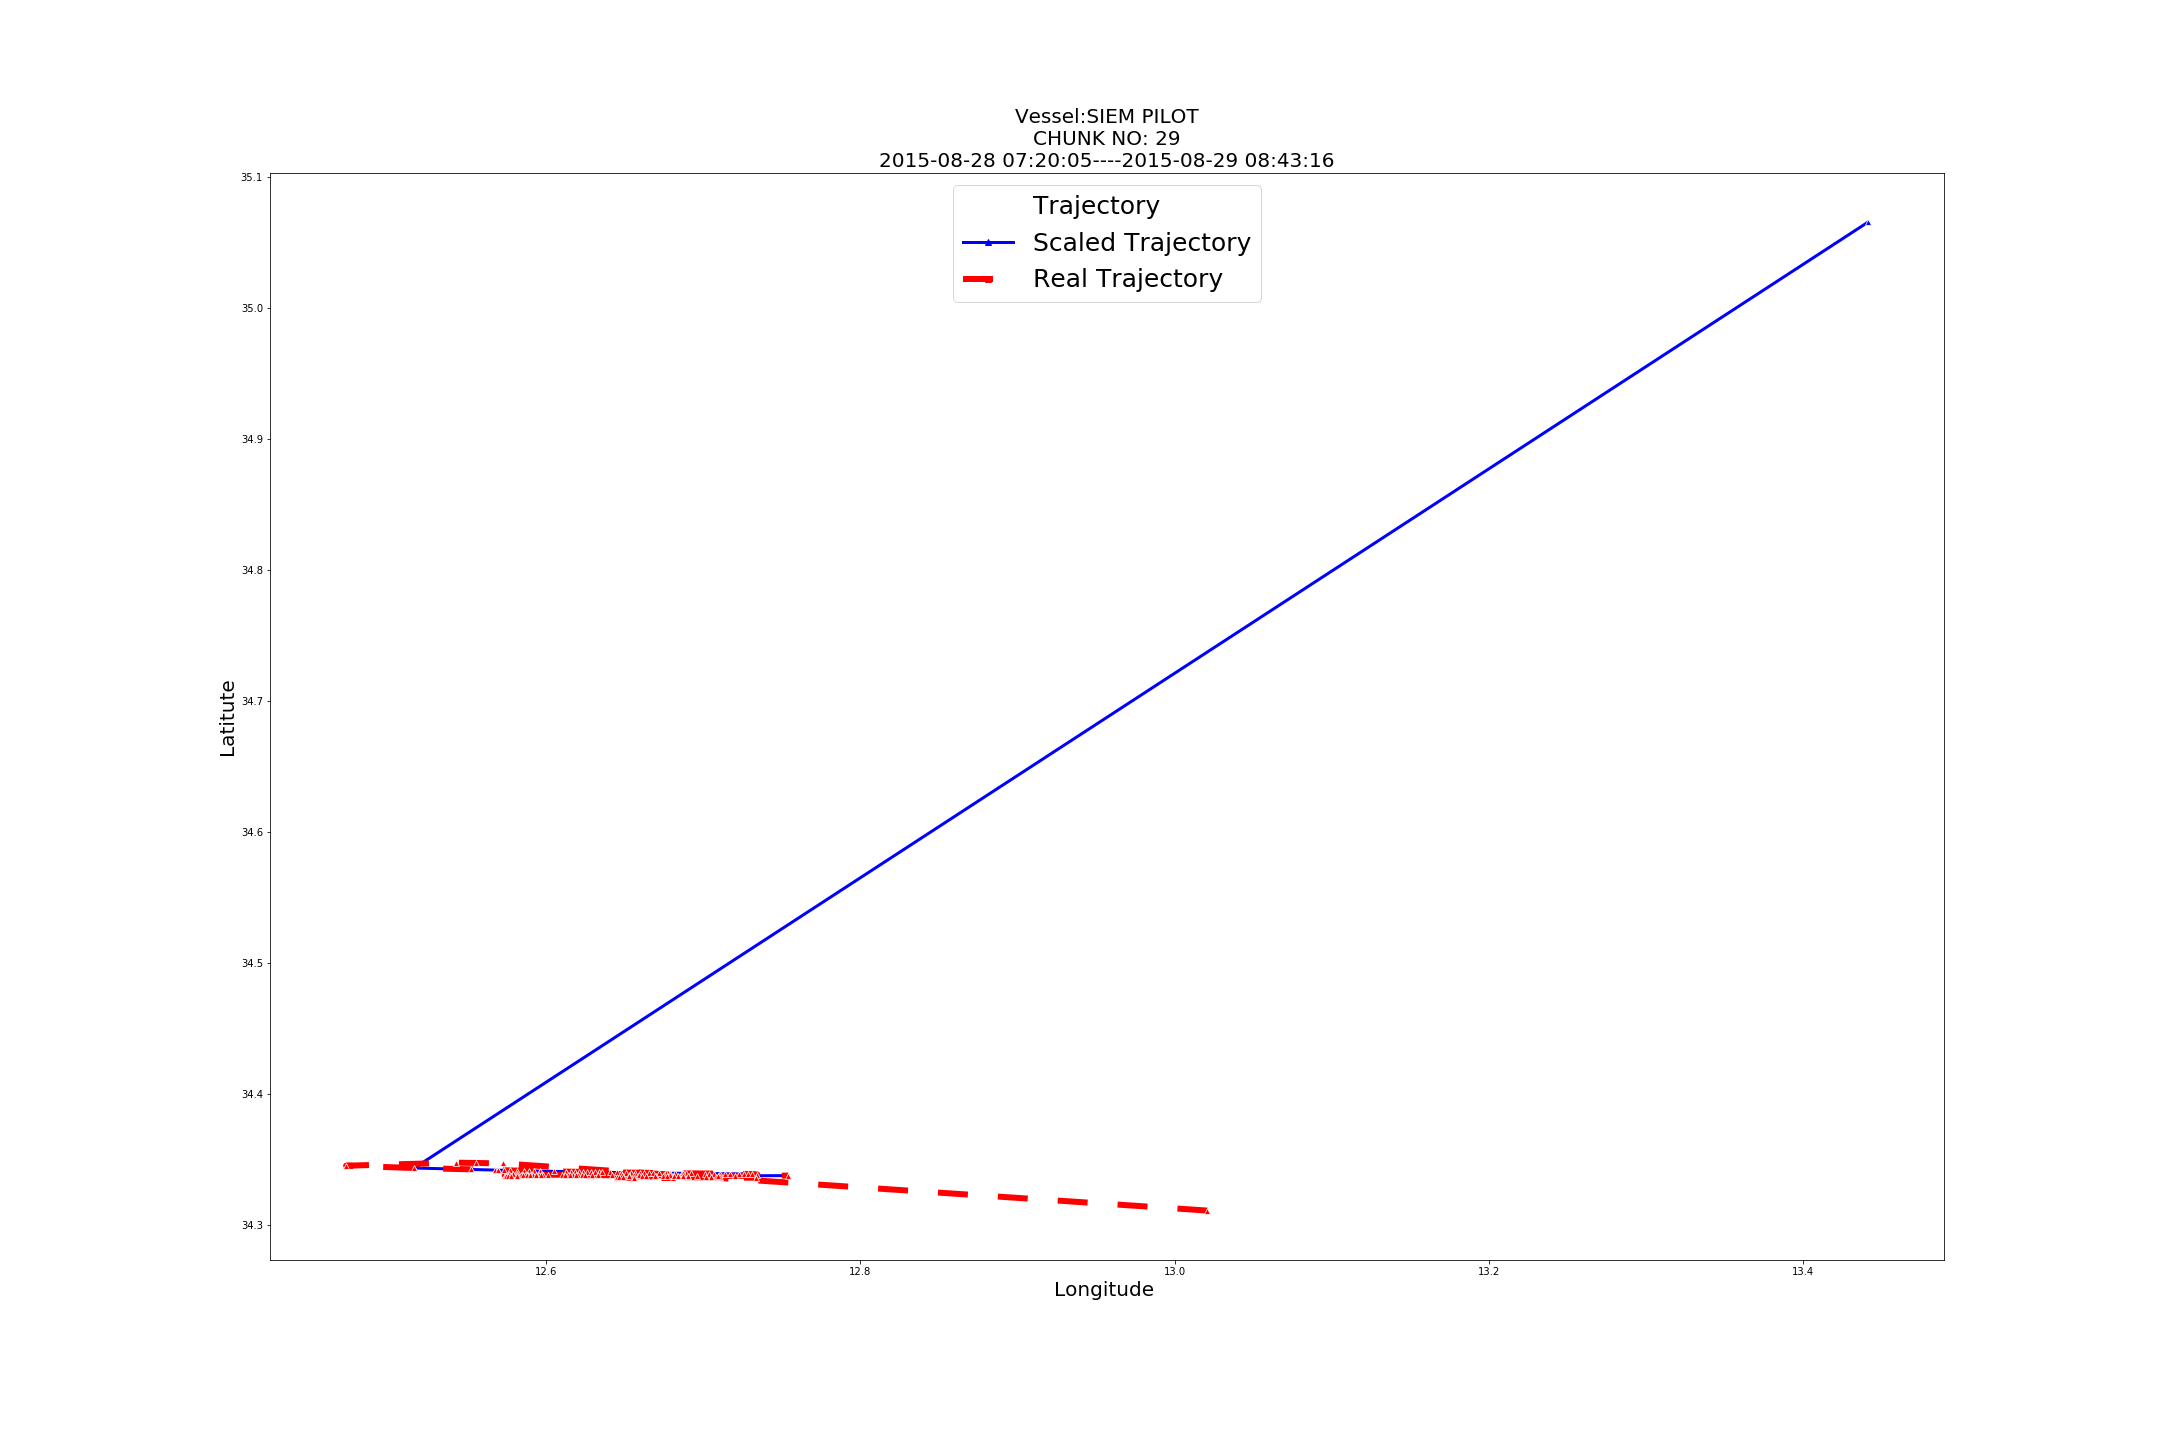 Vessel:SIEM PILOT
CHUNK NO: 29
2015-08-28 07:20:05----2015-08-29 08:43:16
Trajectory
Scaled Trajectory
Real Trajectory
35.1
35.0
34.9
34.8
34.7
34.6
34.5
34.4
34.3
Latitute
12.6
12.8
13.0
13.2
13.4
Longitude